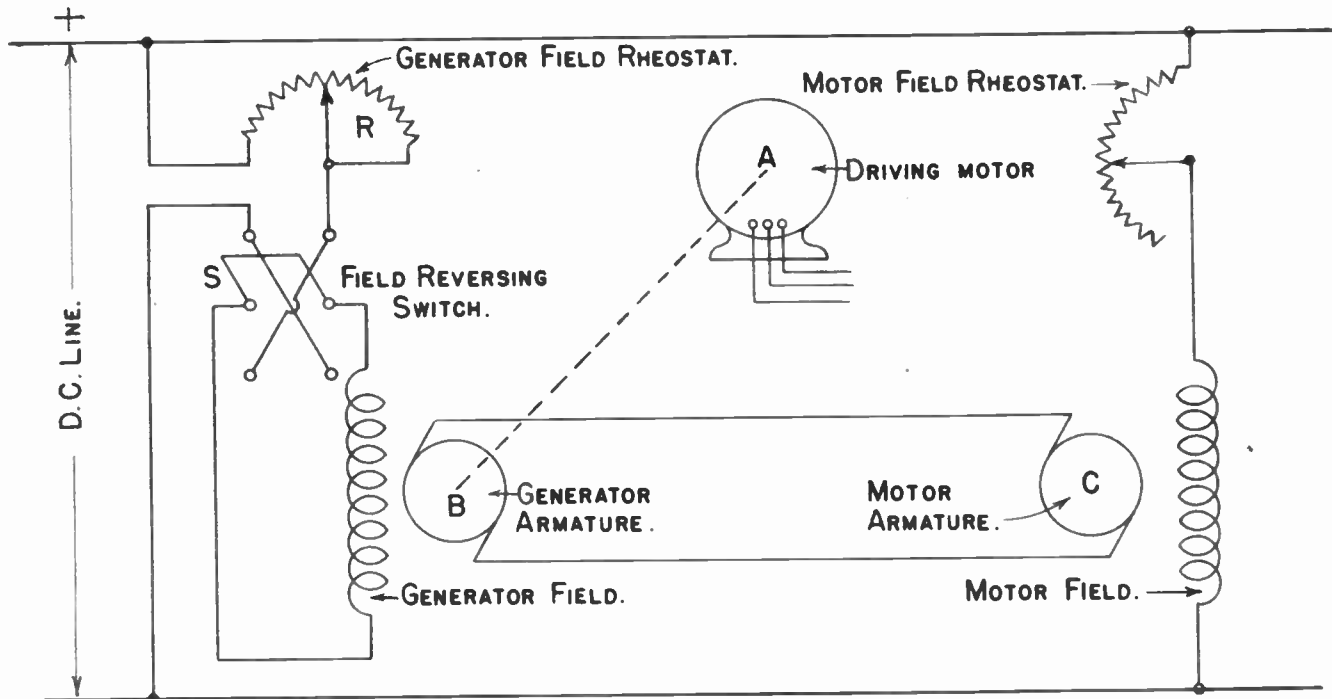 +
GENERATOR FIELD RHEOSTAT.
MOTOR FIELD RHEOSTAT.
R
A
DRIVING MOTOR
S
FIELD REVERSING
SWITCH.
D.C. LINE.
B
GENERATOR
ARMATURE.
MOTOR
ARMATURE.
C
GENERATOR FIELD.
MOTOR FIELD.